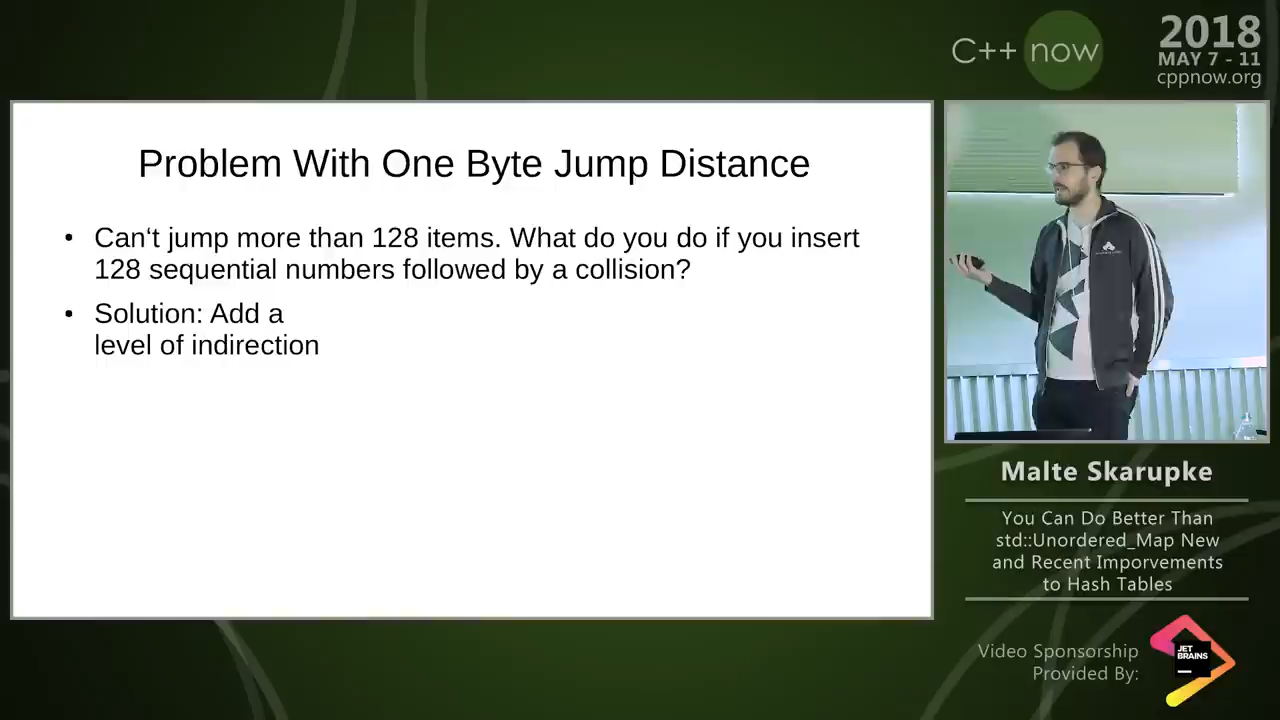 C++ now
2018
MAY 7 - 11
cppnow.org
Problem With One Byte Jump Distance
• Can‘t jump more than 128 items. What do you do if you insert
128 sequential numbers followed by a collision?
• Solution: Add a
level of indirection
Malte Skarupke
You Can Do Better Than
std::Unordered_Map New
and Recent Imporvements
to Hash Tables
Video Sponsorship
Provided By:
JET
BRAINS